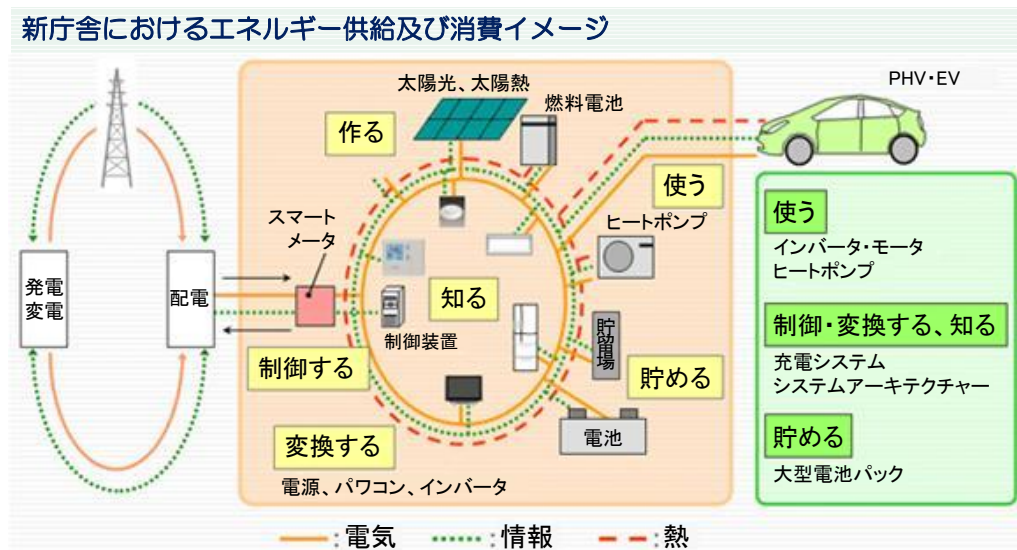 新庁舎におけるエネルギー供給及び消費イメージ
太陽光、太陽熱
燃料電池
PHV・EV
作る
使う
ヒートポンプ
スマート
メータ
発電
変電
配電
知る
制御装置
制御する
貯める
電池
変換する
電源、パワコン、インバータ
使う
インバータ・モータ
ヒートポンプ
制御・変換する、知る
充電システム
システムアーキテクチャー
貯める
大型電池パック
:電気
:情報
:熱